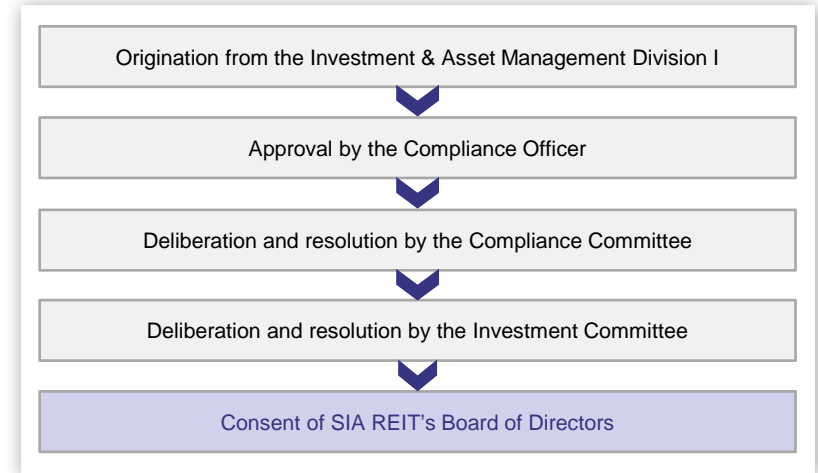 Origination from the Investment & Asset Management Division I
Approval by the Compliance Officer
Deliberation and resolution by the Compliance Committee
Deliberation and resolution by the Investment Committee
Consent of SIA REIT's Board of Directors